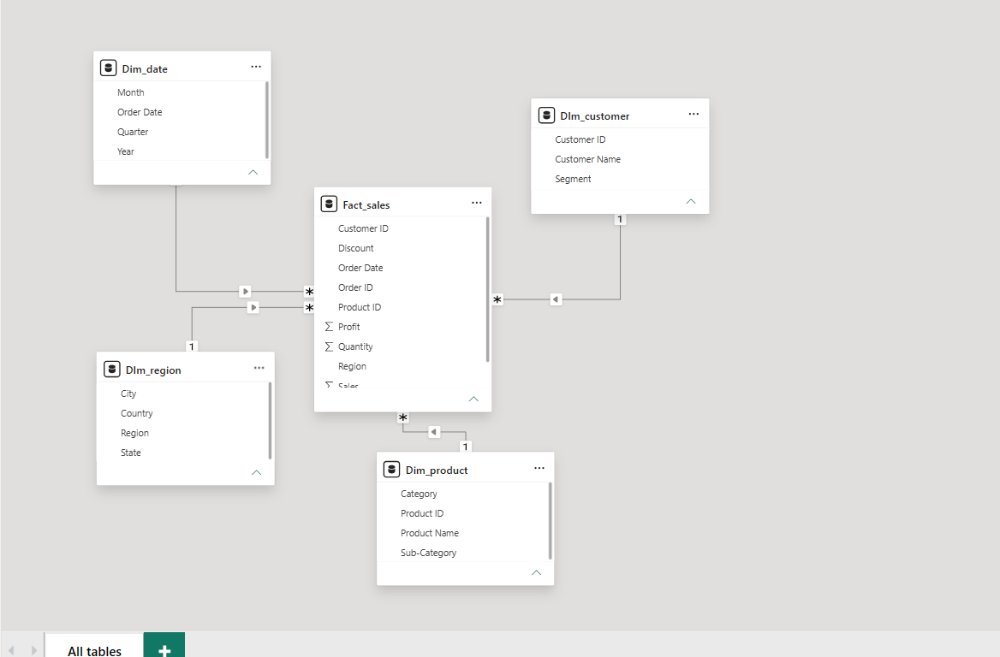 Dim_date
Month
Order Date
Quarter
Year
DIm_customer
Customer ID
Customer Name
Segment
1
Fact_sales
Customer ID
Discount
Order Date
Order ID
Product ID
Profit
Quantity
Region
Sales
*
*
*
*
1
DIm_region
City
Country
Region
State
1
Dim_product
Category
Product ID
Product Name
Sub-Category
All tables
+